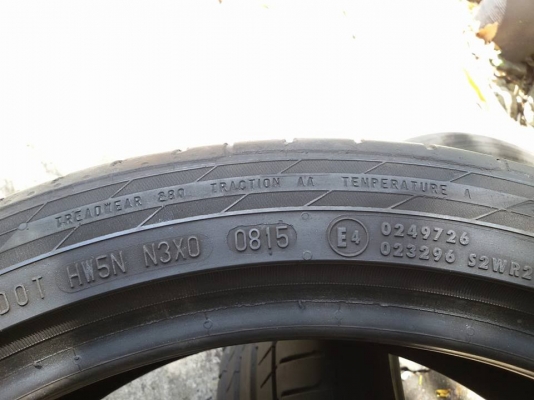 TREADWEAR 280 TRACTION AA TEMPERATURE A
DOT HW5N N3X0 0815 E4 0249726
023296 S2WR2